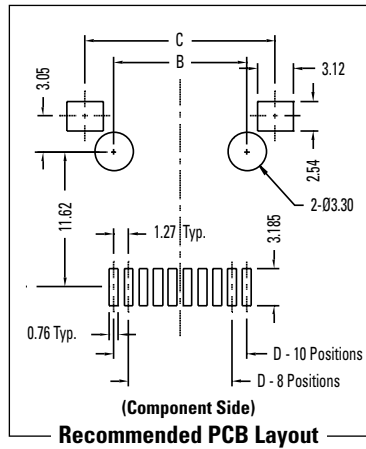 C
B
3.05
3.12
2.54
2-Ø3.30
11.62
1.27 Typ.
3.185
0.76 Typ.
D - 10 Positions
D - 8 Positions
(Component Side)
Recommended PCB Layout